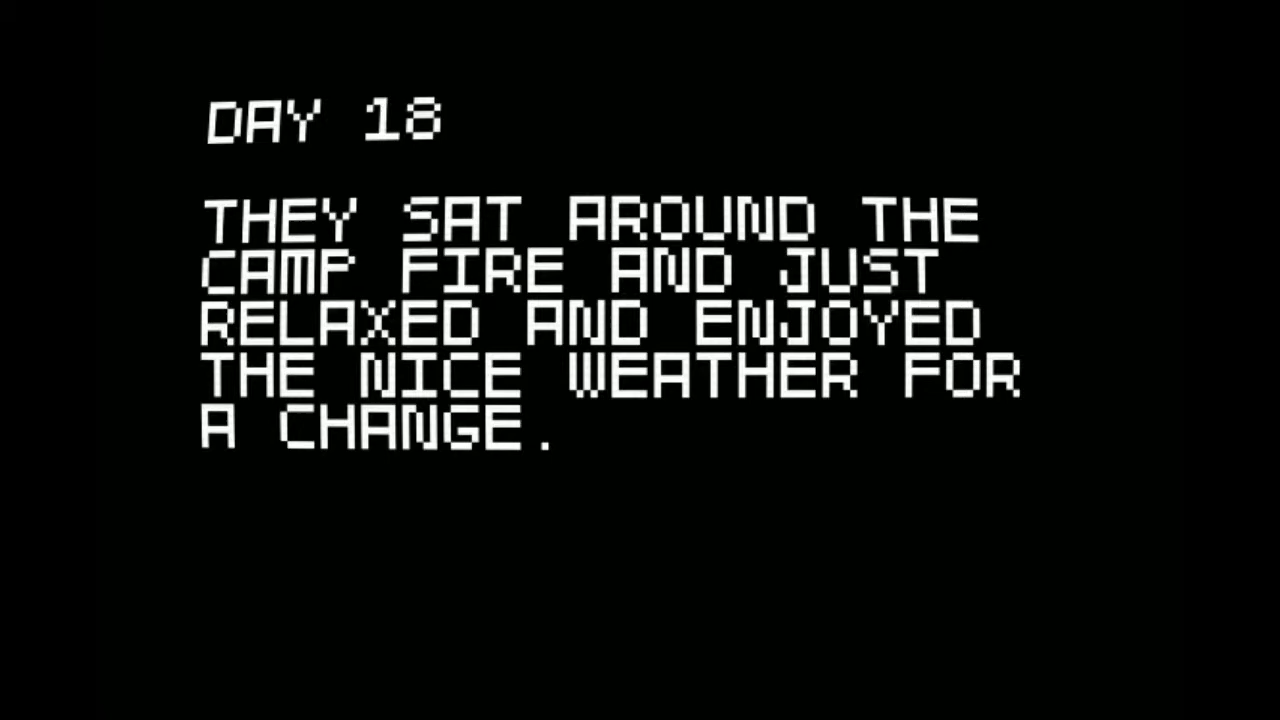 DAY 18
THEY SAT AROUND THE
CAMP FIRE AND JUST
RELAXED AND ENJOYED
THE NICE WEATHER FOR
A CHANGE.